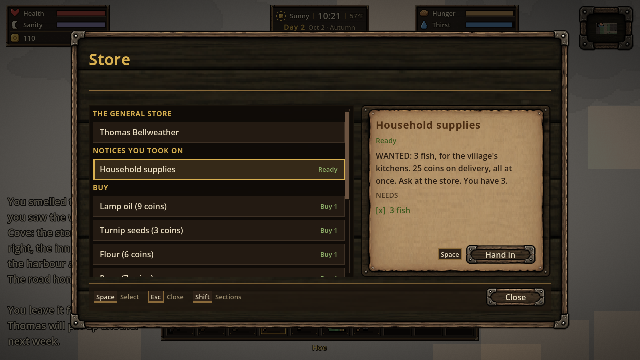 Health
Sanity
110
Sunny 10:21
Day 2 Oct 2 · Autumn
Hunger
Thirst
Store
THE GENERAL STORE
Thomas Bellweather
NOTICES YOU TOOK ON
Household supplies Ready
BUY
Lamp oil (9 coins) Buy 1
Turnip seeds (3 coins) Buy 1
Flour (6 coins) Buy 1
Household supplies
Ready
WANTED: 3 fish, for the village's
kitchens. 25 coins on delivery, all at
once. Ask at the store. You have 3.
NEEDS
[x] 3 fish
Space Hand in
Space Select Esc Close Shift Sections
Close
You smelled
you saw the
Cove: the sto
right, the inn
the harbour a
The road hom
You leave it
Thomas will
next week.
Hoe